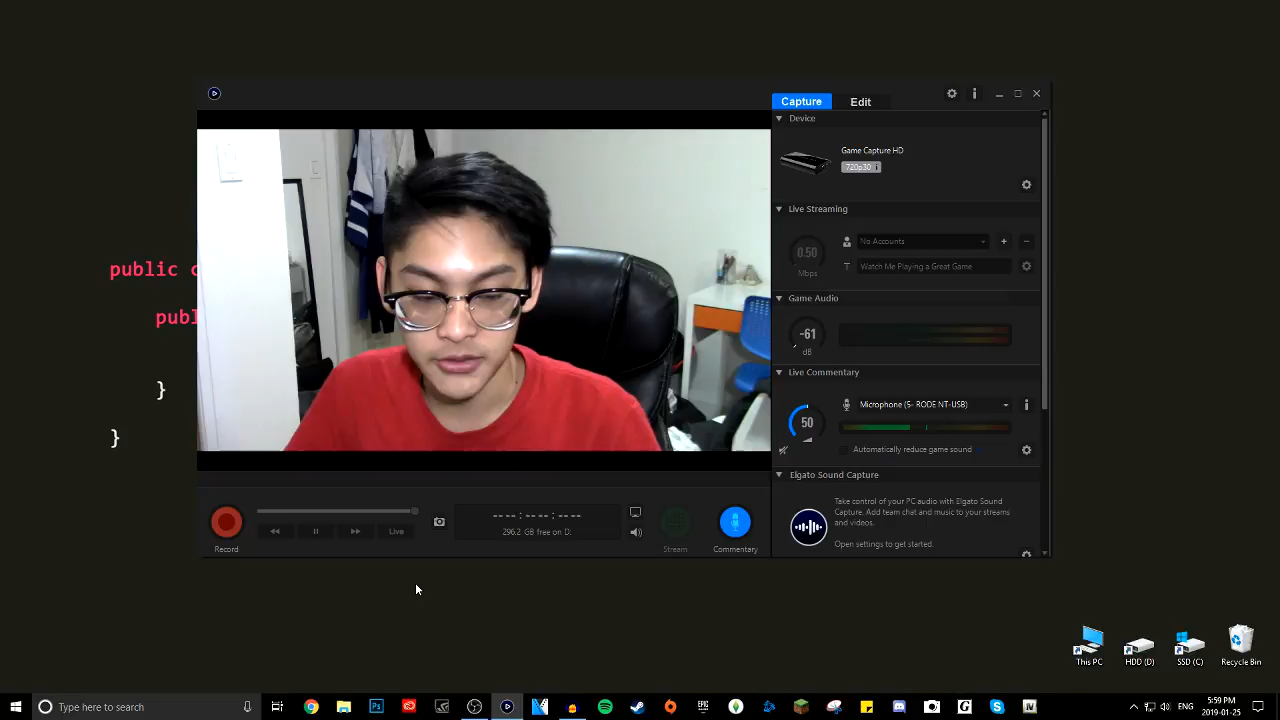 Capture
Edit
Device
Game Capture HD
720p30
Live Streaming
0.50
Mbps
No Accounts
Watch Me Playing a Great Game
Game Audio
-61
dB
Live Commentary
50
Microphone (5- RODE NT-USB)
Automatically reduce game sound
Elgato Sound Capture
Take control of your PC audio with Elgato Sound
Capture. Add team chat and music to your streams
and videos.
Open settings to get started.
public c
publ
}
}
Record
Live
--:--:--
296.2 GB free on D:
Stream
Commentary
This PC
HDD (D)
SSD (C)
Recycle Bin
Type here to search
Ps
EPIC
GAMES
ENG
5:59 PM
2019-01-25